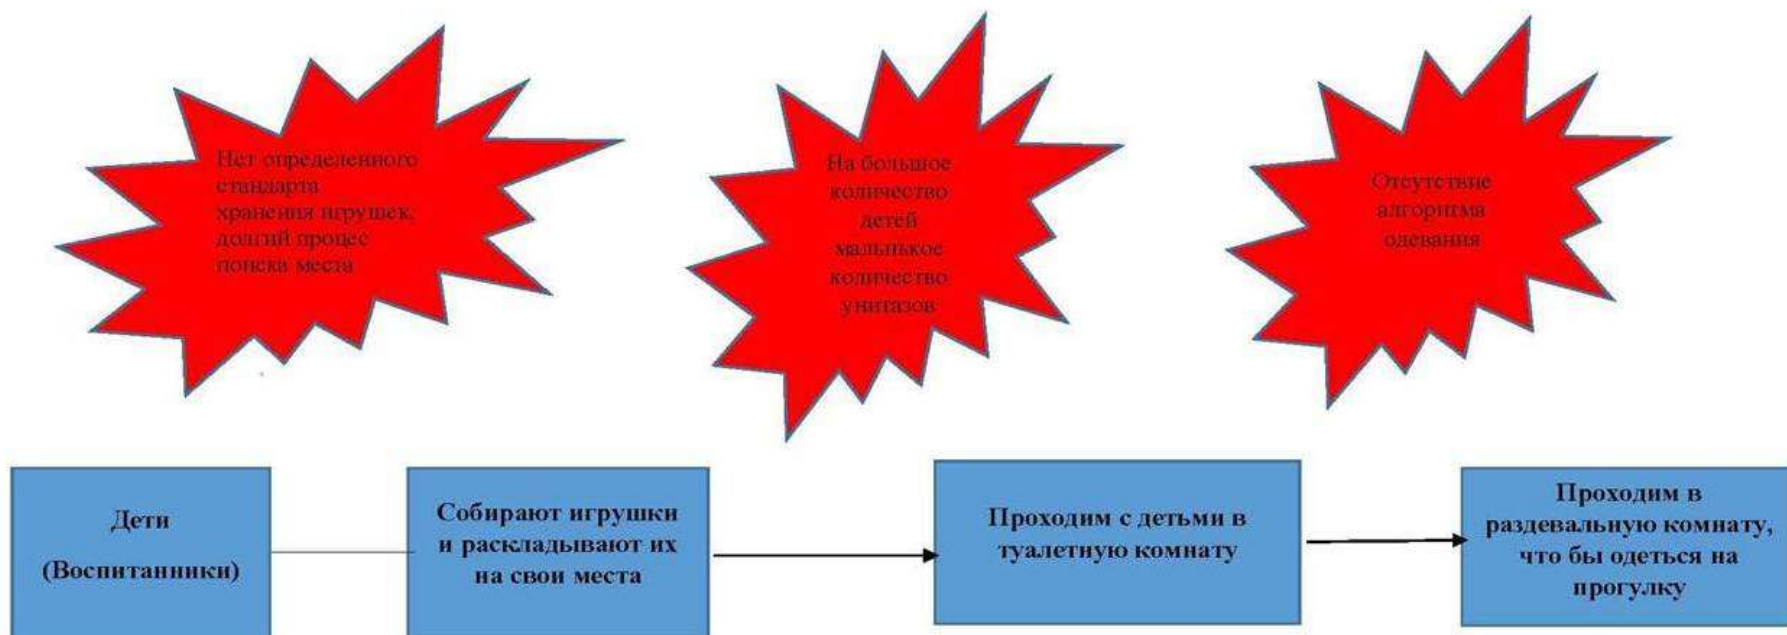 Нет определенного
стандарта
хранения игрушек,
долгий процес
поиска места
На большое
количество
детей
мальнькое
количество
унитазов
Отсутствие
алгоритма
одевания
Дети
(Воспитанники)
Собирают игрушки
и раскладывают их
на свои места
Проходим с детьми в
туалетную комнату
Проходим в
раздевальную комнату,
что бы одеться на
прогулку